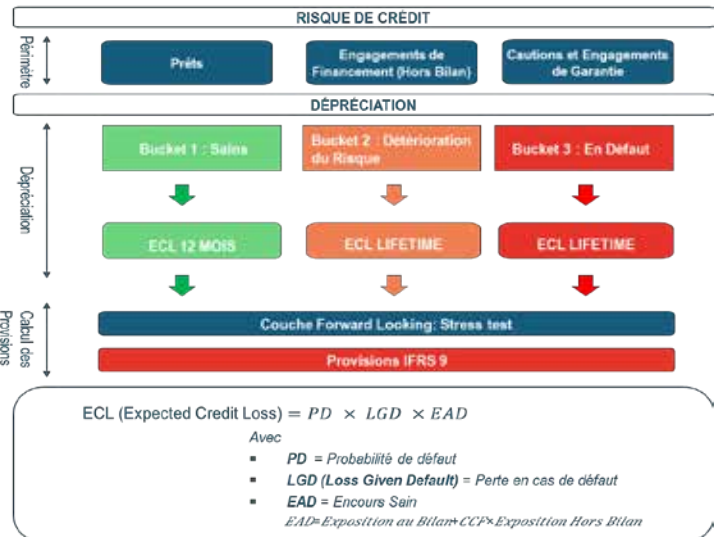 RISQUE DE CRÉDIT
Périmètre
Prêts
Engagements de
Financement (Hors Bilan)
Cautions et Engagements
de Garantie
DÉPRÉCIATION
Dépréciation
Bucket 1 : Sains
Bucket 2 : Détérioration
du Risque
Bucket 3 : En Défaut
ECL 12 MOIS
ECL LIFETIME
ECL LIFETIME
Calcul des
Provisions
Couche Forward Looking: Stress test
Provisions IFRS 9
ECL (Expected Credit Loss) = PD × LGD × EAD
Avec
▪ PD = Probabilité de défaut
▪ LGD (Loss Given Default) = Perte en cas de défaut
▪ EAD = Encours Sain
EAD=Exposition au Bilan+CCF×Exposition Hors Bilan